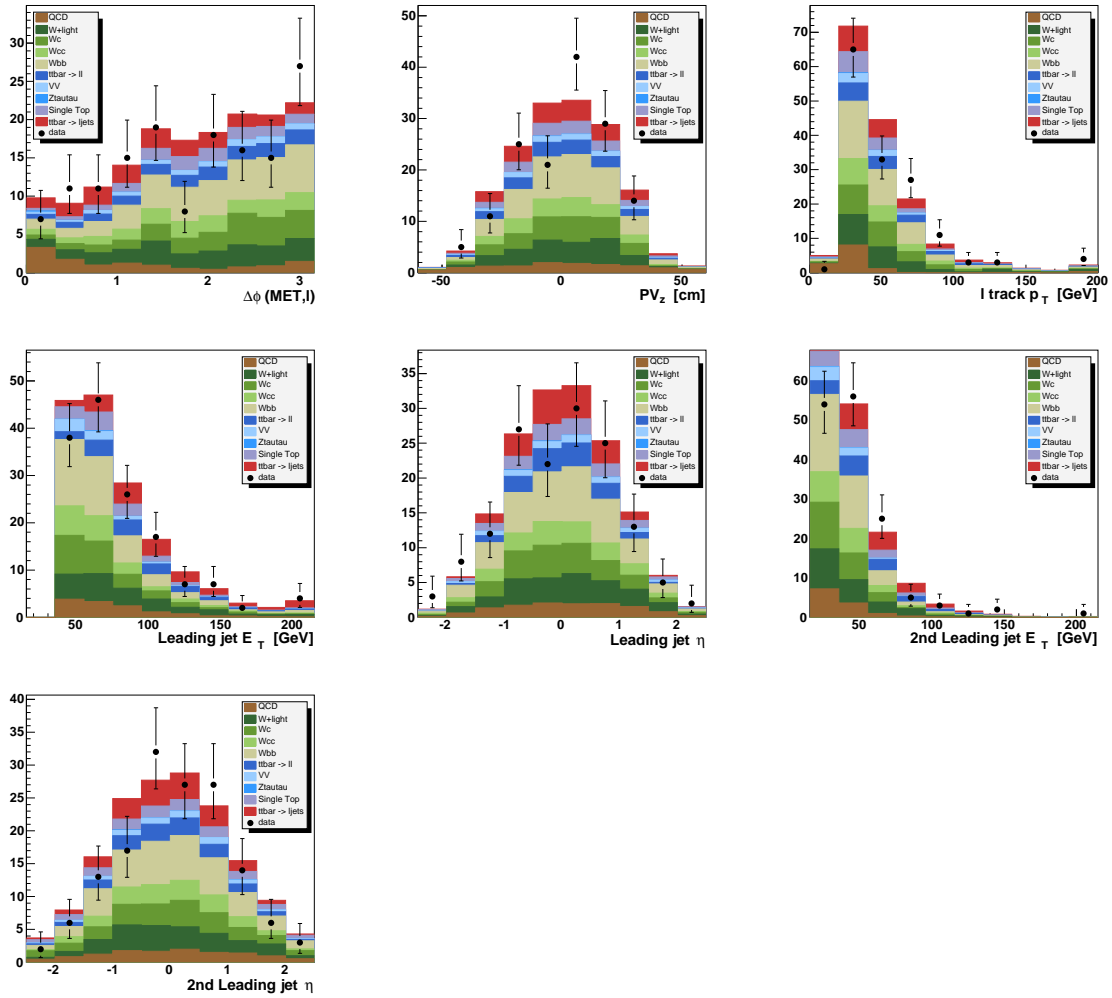 30
25
20
15
10
5
0
QCD
W+light
Wc
Wcc
Wbb
ttbar -> ll
VV
Ztautau
Single Top
ttbar -> ljets
data
1 2 3
Δϕ (MET,l)
50
40
30
20
10
0
QCD
W+light
Wc
Wcc
Wbb
ttbar -> ll
VV
Ztautau
Single Top
ttbar -> ljets
data
-50 0 50
PV z [cm]
70
60
50
40
30
20
10
0
QCD
W+light
Wc
Wcc
Wbb
ttbar -> ll
VV
Ztautau
Single Top
ttbar -> ljets
data
0 50 100 150 200
l track p T [GeV]
50
40
30
20
10
0
QCD
W+light
Wc
Wcc
Wbb
ttbar -> ll
VV
Ztautau
Single Top
ttbar -> ljets
data
50 100 150 200
Leading jet E T [GeV]
35
30
25
20
15
10
5
0
QCD
W+light
Wc
Wcc
Wbb
ttbar -> ll
VV
Ztautau
Single Top
ttbar -> ljets
data
-2 -1 0 1 2
Leading jet η
60
50
40
30
20
10
0
QCD
W+light
Wc
Wcc
Wbb
ttbar -> ll
VV
Ztautau
Single Top
ttbar -> ljets
data
50 100 150 200
2nd Leading jet E T [GeV]
40
35
30
25
20
15
10
5
0
QCD
W+light
Wc
Wcc
Wbb
ttbar -> ll
VV
Ztautau
Single Top
ttbar -> ljets
data
-2 -1 0 1 2
2nd Leading jet η